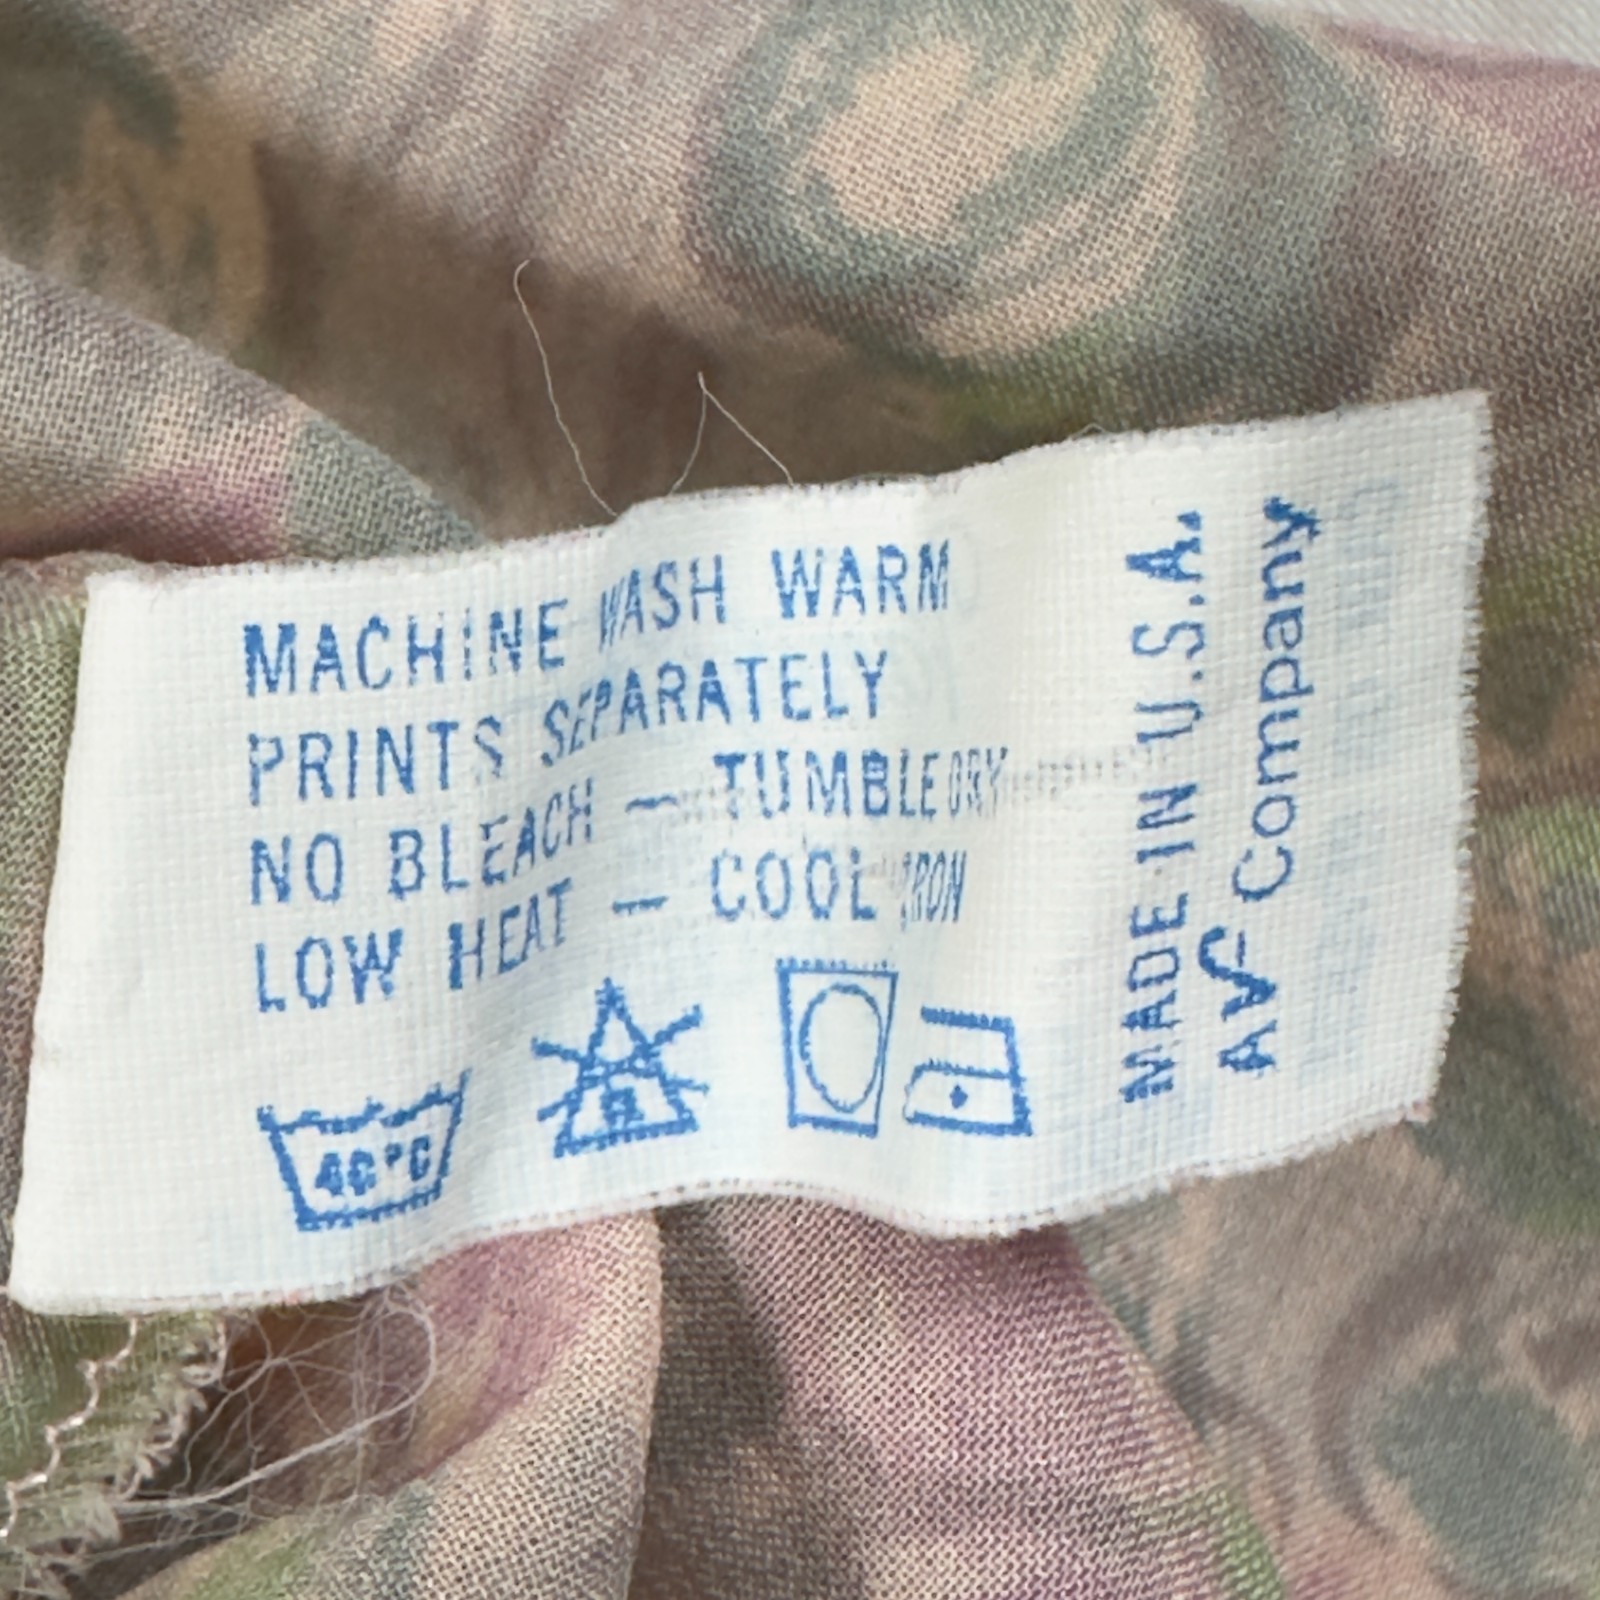 MACHINE WASH WARM
PRINTS SEPARATELY
NO BLEACH — TUMBLE DRY
LOW HEAT — COOL IRON
40°C
MADE IN U.S.A.
AV Company